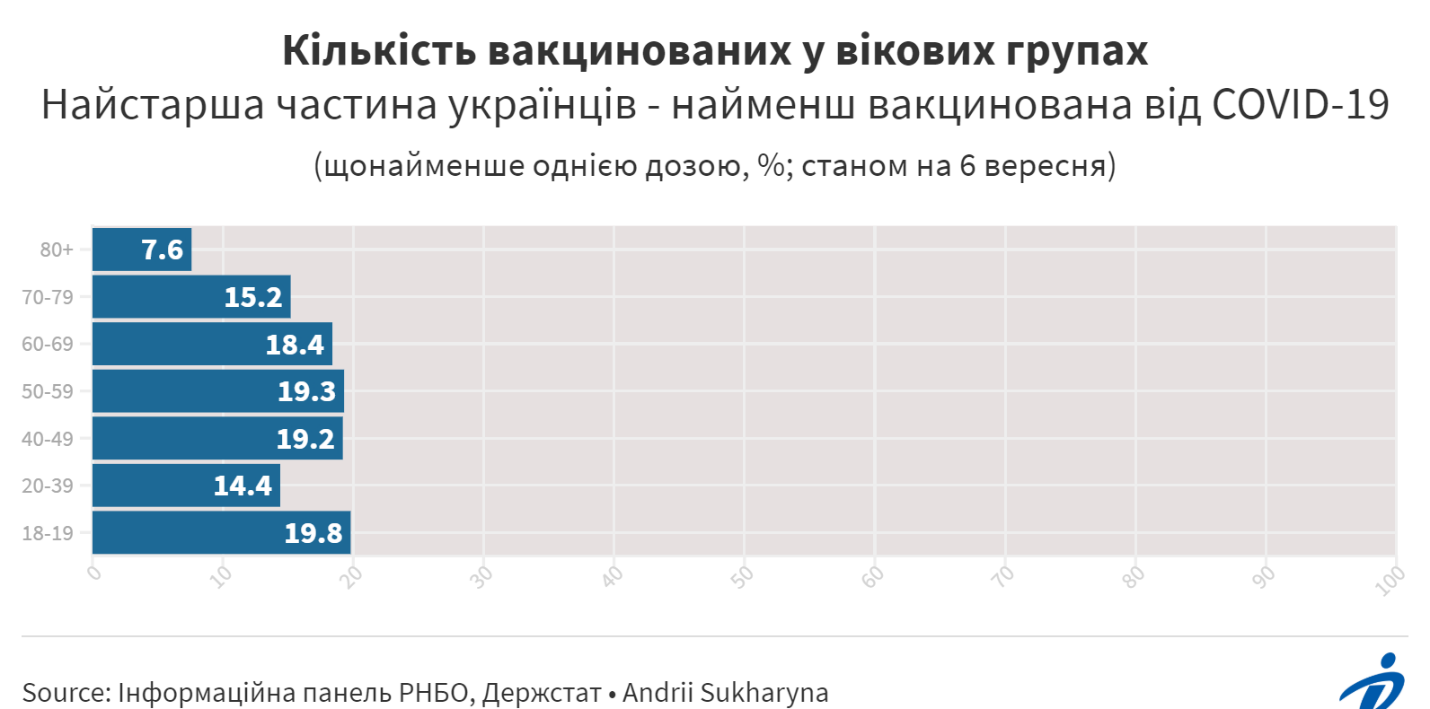 Кількість вакцинованих у вікових групах
Найстарша частина українців - найменш вакцинована від COVID-19
(щонайменше однією дозою, %; станом на 6 вересня)
80+ 7.6
70-79 15.2
60-69 18.4
50-59 19.3
40-49 19.2
20-39 14.4
18-19 19.8
0 10 20 30 40 50 60 70 80 90 100
Source: Інформаційна панель РНБО, Держстат • Andrii Sukharyna